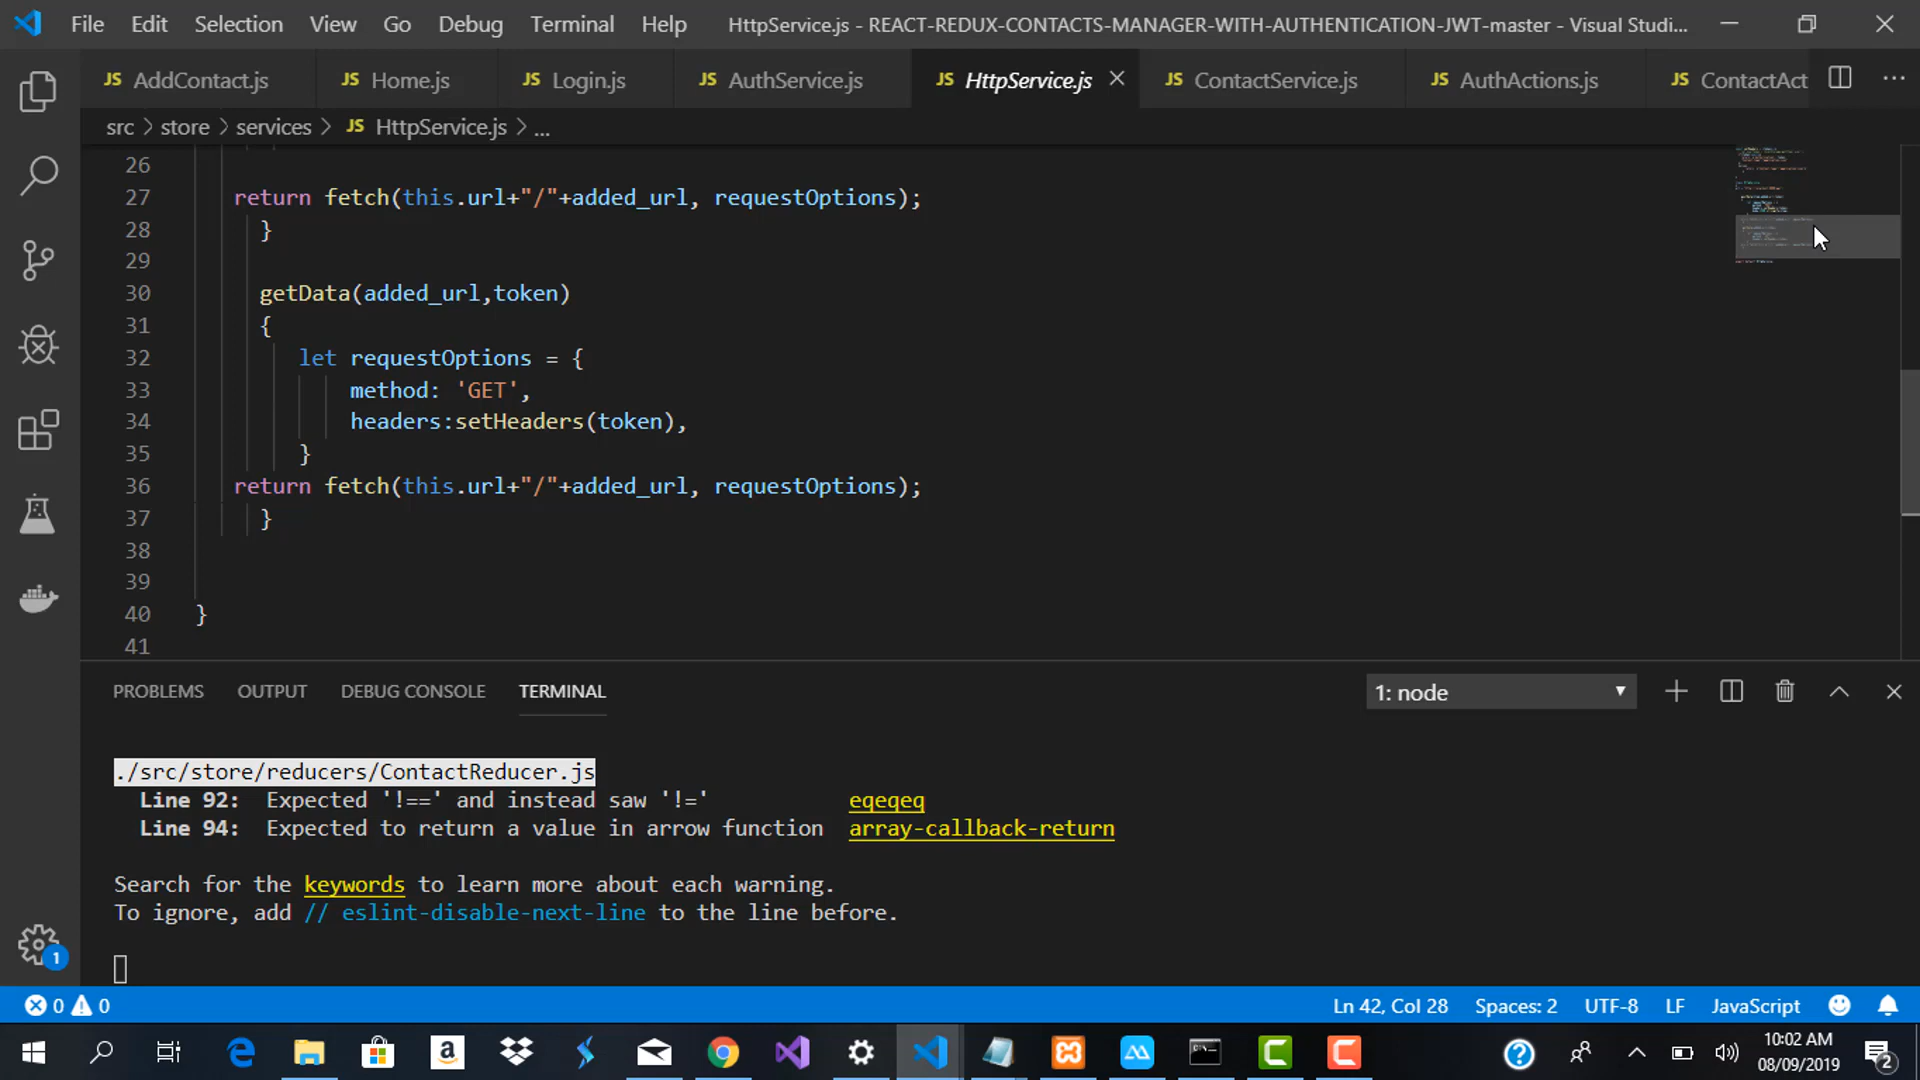 File Edit Selection View Go Debug Terminal Help HttpService.js - REACT-REDUX-CONTACTS-MANAGER-WITH-AUTHENTICATION-JWT-master - Visual Studi...
JS AddContact.js JS Home.js JS Login.js JS AuthService.js JS HttpService.js JS ContactService.js JS AuthActions.js JS ContactAct
src > store > services > JS HttpService.js > ...
26
27 return fetch(this.url+"/"+added_url, requestOptions);
28 }
29
30 getData(added_url,token)
31 {
32 let requestOptions = {
33 method: 'GET',
34 headers:setHeaders(token),
35 }
36 return fetch(this.url+"/"+added_url, requestOptions);
37 }
38
39
40 }
41
PROBLEMS OUTPUT DEBUG CONSOLE TERMINAL 1: node
./src/store/reducers/ContactReducer.js
Line 92: Expected '!==' and instead saw '!=' eqeqeq
Line 94: Expected to return a value in arrow function array-callback-return
Search for the keywords to learn more about each warning.
To ignore, add // eslint-disable-next-line to the line before.
1
0 0 Ln 42, Col 28 Spaces: 2 UTF-8 LF JavaScript
10:02 AM
08/09/2019
2